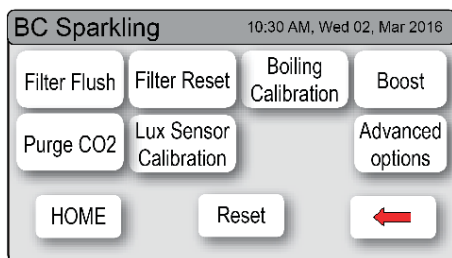 BC Sparkling 10:30 AM, Wed 02, Mar 2016
Filter Flush Filter Reset Boiling Calibration Boost
Purge CO2 Lux Sensor Calibration Advanced options
HOME Reset